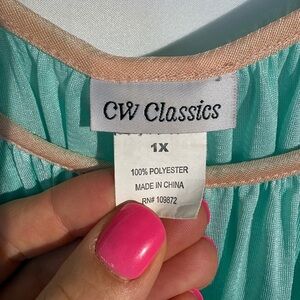 CW Classics
1X
100% POLYESTER
MADE IN CHINA
RN# 109872